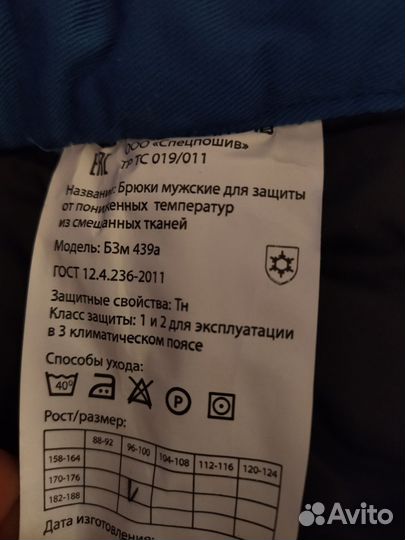 ООО «Спецпошив»
EAC ТР ТС 019/011
Название: Брюки мужские для защиты
от пониженных температур
из смешанных тканей
Модель: БЗм 439а
ГОСТ 12.4.236-2011
Защитные свойства: Тн
Класс защиты: 1 и 2 для эксплуатации
в 3 климатическом поясе
Способы ухода:
40° P
Рост/размер:
88-92 96-100 104-108 112-116 120-124
158-164
170-176
182-188
Дата изготовления:
Avito